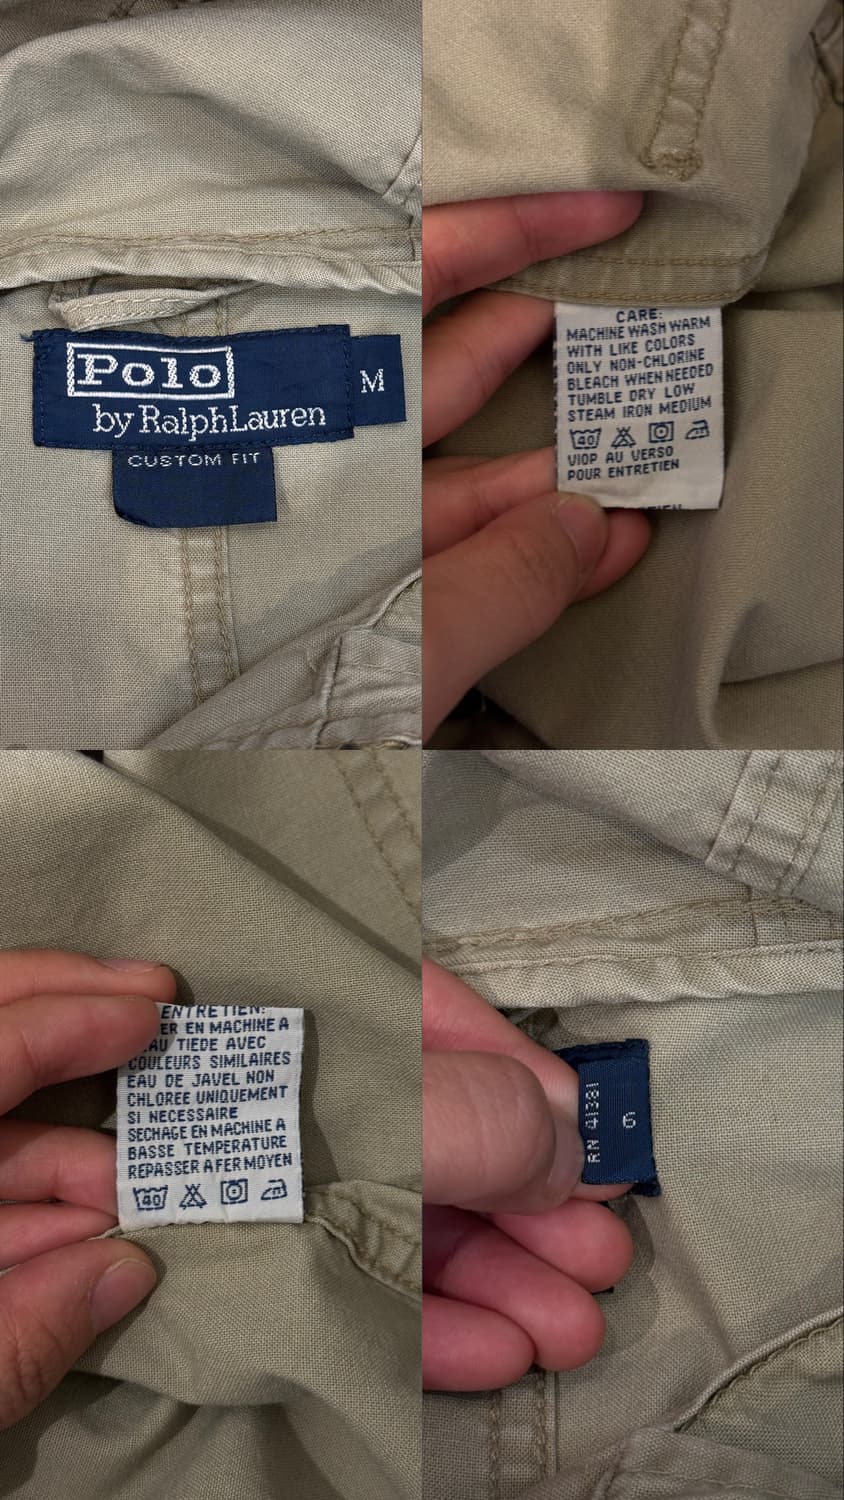 Polo
by Ralph Lauren
M
CUSTOM FIT
CARE:
MACHINE WASH WARM
WITH LIKE COLORS
ONLY NON-CHLORINE
BLEACH WHEN NEEDED
TUMBLE DRY LOW
STEAM IRON MEDIUM
40
VIOP AU VERSO
POUR ENTRETIEN
ENTRETIEN:
ER EN MACHINE A
EAU TIEDE AVEC
COULEURS SIMILAIRES
EAU DE JAVEL NON
CHLOREE UNIQUEMENT
SI NECESSAIRE
SECHAGE EN MACHINE A
BASSE TEMPERATURE
REPASSER A FER MOYEN
40
RN 41381
6